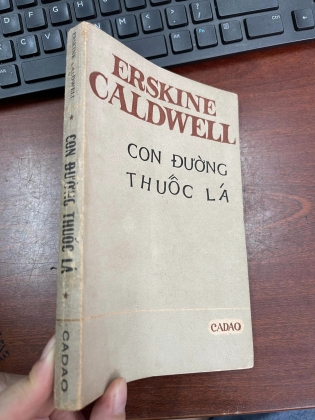 ERSKINE
CALDWELL
CON ĐƯỜNG
THUỐC LÁ
CADAO
ERSKINE CALDWELL * CON ĐƯỜNG THUỐC LÁ * CADAO